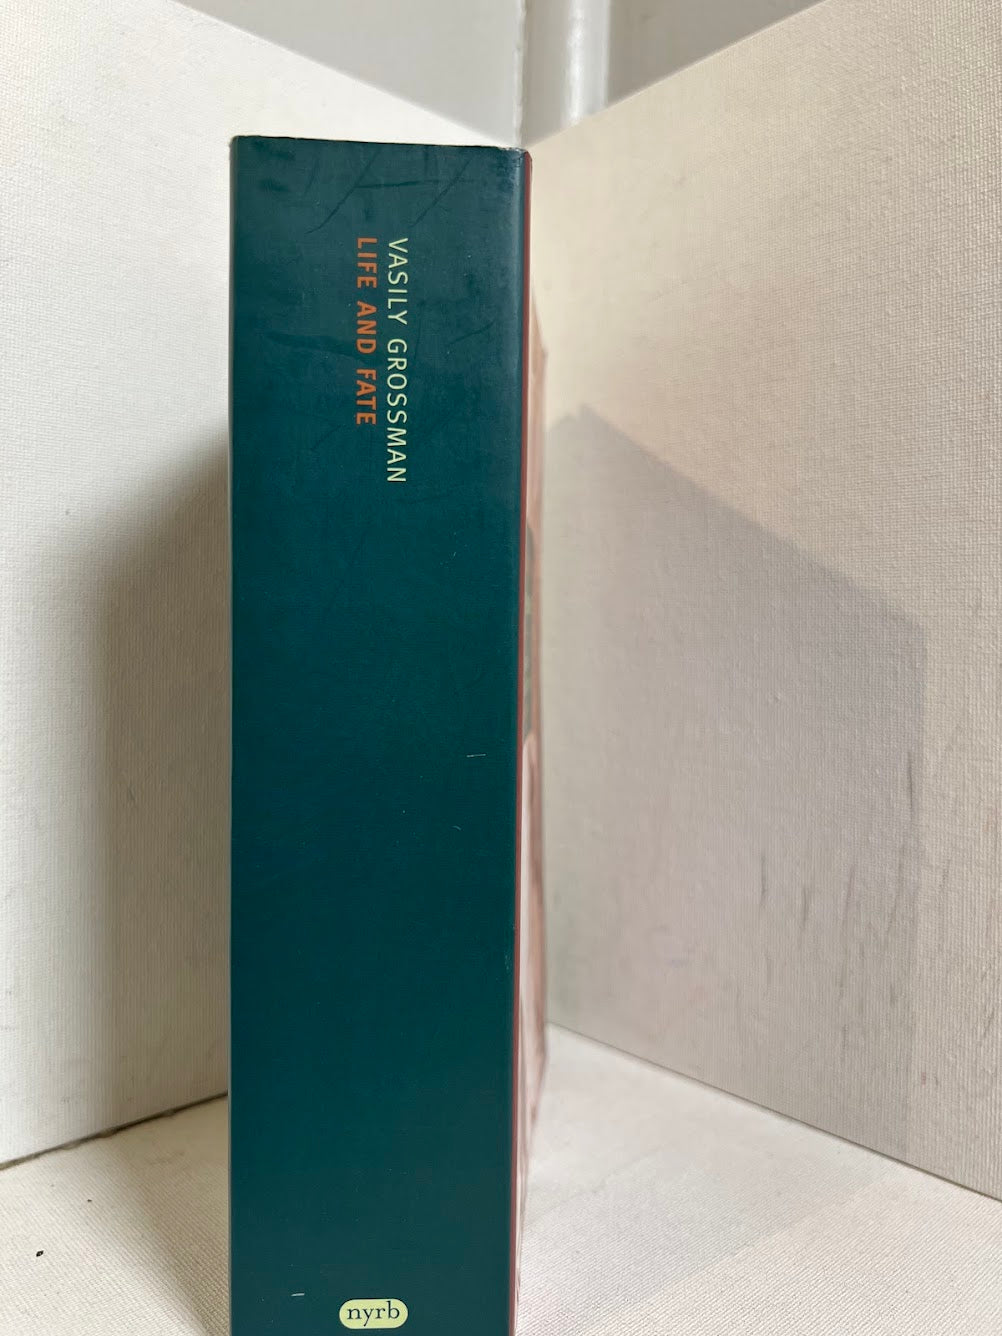 VASILY GROSSMAN
LIFE AND FATE
nyrb